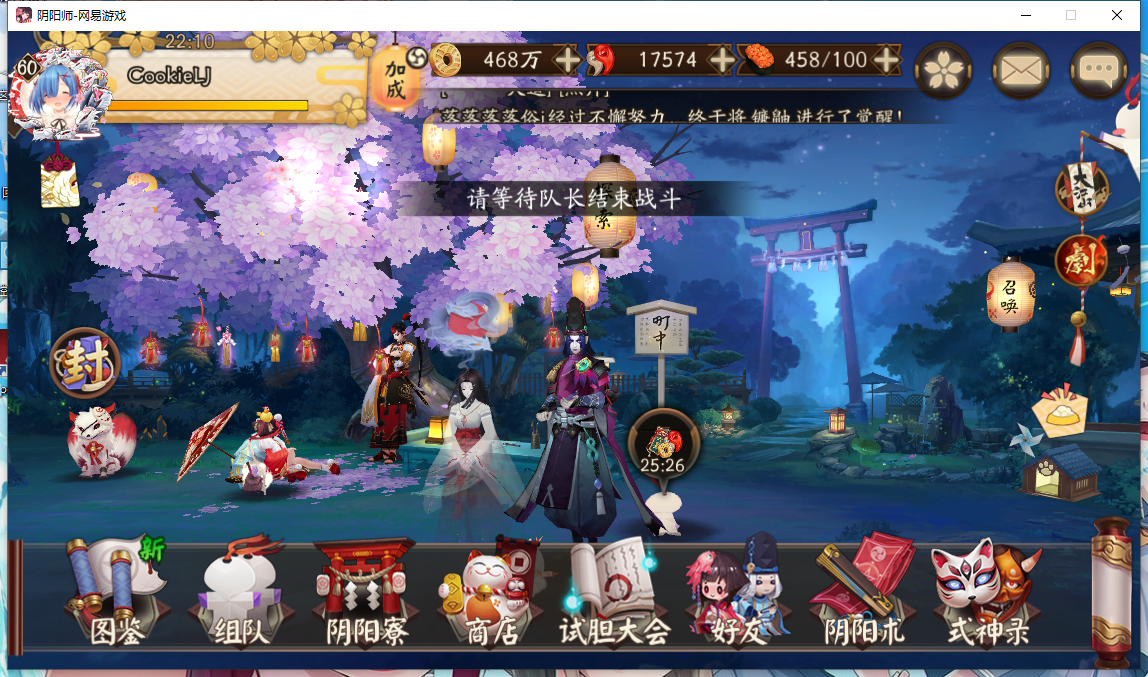 阴阳师-网易游戏
22:10
60
CookieLJ
加成
468万
17574
458/100
落落落落俗i经过不懈努力，终于将 镰鼬 进行了觉醒!
请等待队长结束战斗
索
剧
召唤
町中
封
25:26
新
图鉴
组队
阴阳寮
商店
试胆大会
好友
阴阳术
式神录